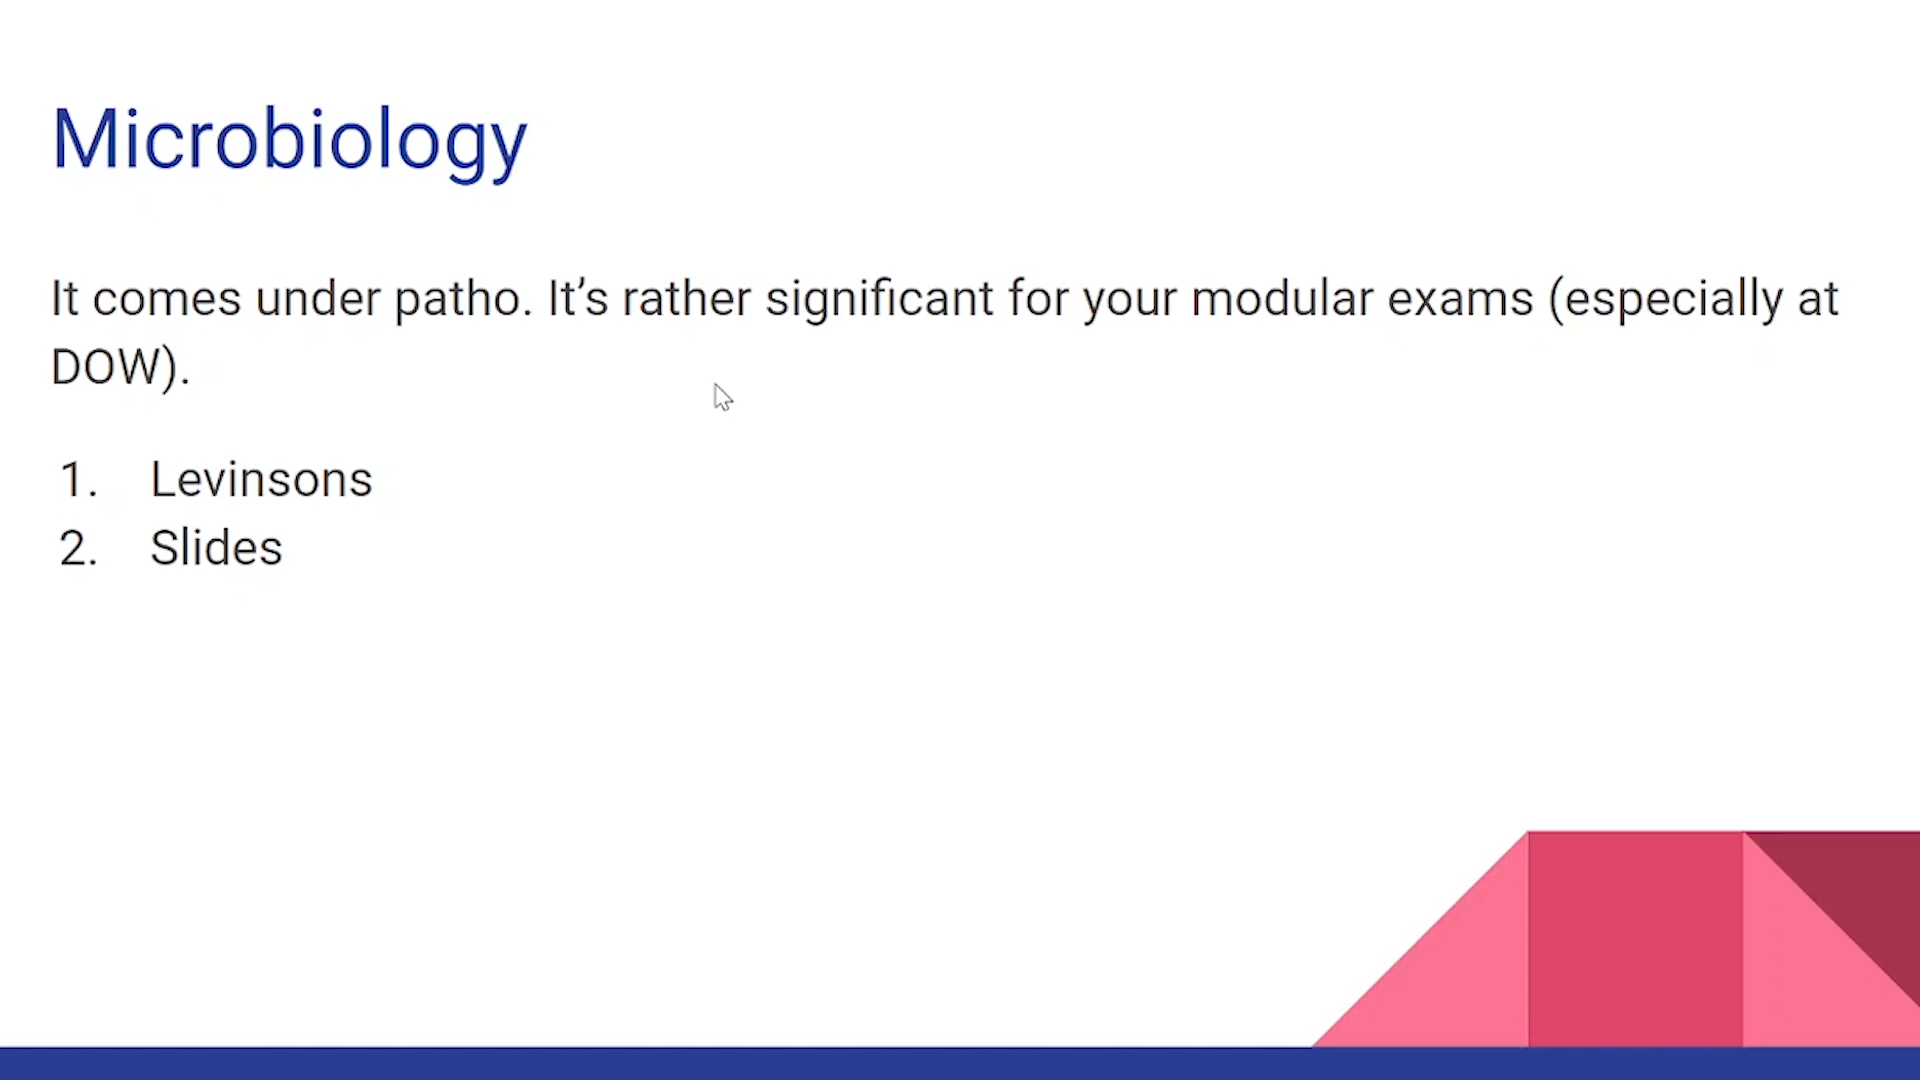 Microbiology
It comes under patho. It’s rather significant for your modular exams (especially at
DOW).
1. Levinsons
2. Slides